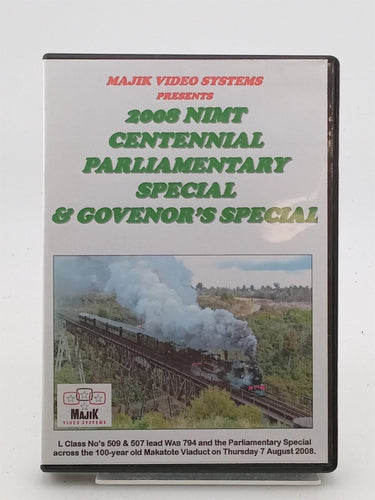 MAJIK VIDEO SYSTEMS
PRESENTS
2008 NIMT
CENTENNIAL
PARLIAMENTARY
SPECIAL
& GOVENOR'S SPECIAL
MAJIK
VIDEO SYSTEMS
L Class No's 509 & 507 lead WAB 794 and the Parliamentary Special
across the 100-year old Makatote Viaduct on Thursday 7 August 2008.